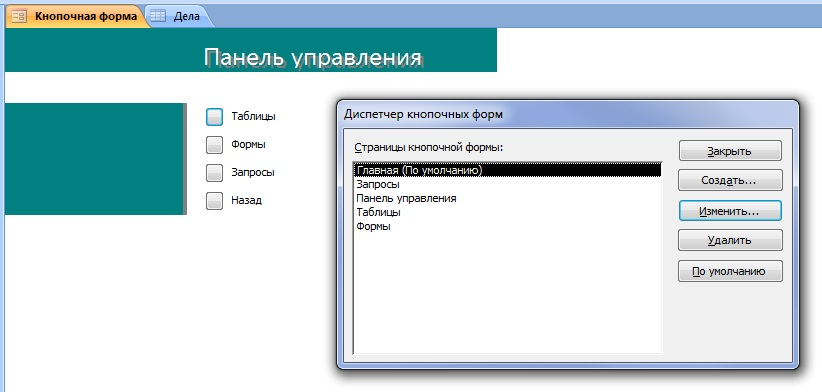 Кнопочная форма
Дела
Панель управления
Таблицы
Формы
Запросы
Назад
Диспетчер кнопочных форм
Страницы кнопочной формы:
Главная (По умолчанию)
Запросы
Панель управления
Таблицы
Формы
Закрыть
Создать...
Изменить...
Удалить
По умолчанию